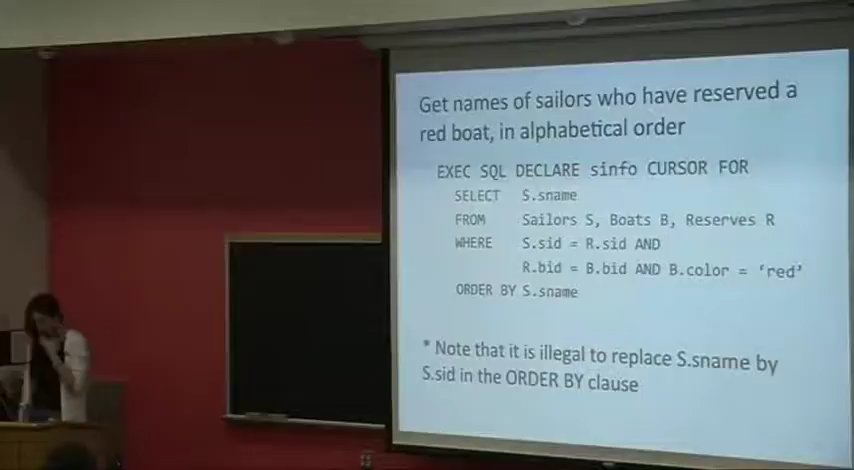 Get names of sailors who have reserved a
red boat, in alphabetical order
EXEC SQL DECLARE sinfo CURSOR FOR
SELECT S.sname
FROM Sailors S, Boats B, Reserves R
WHERE S.sid = R.sid AND
R.bid = B.bid AND B.color = ‘red’
ORDER BY S.sname
* Note that it is illegal to replace S.sname by
S.sid in the ORDER BY clause